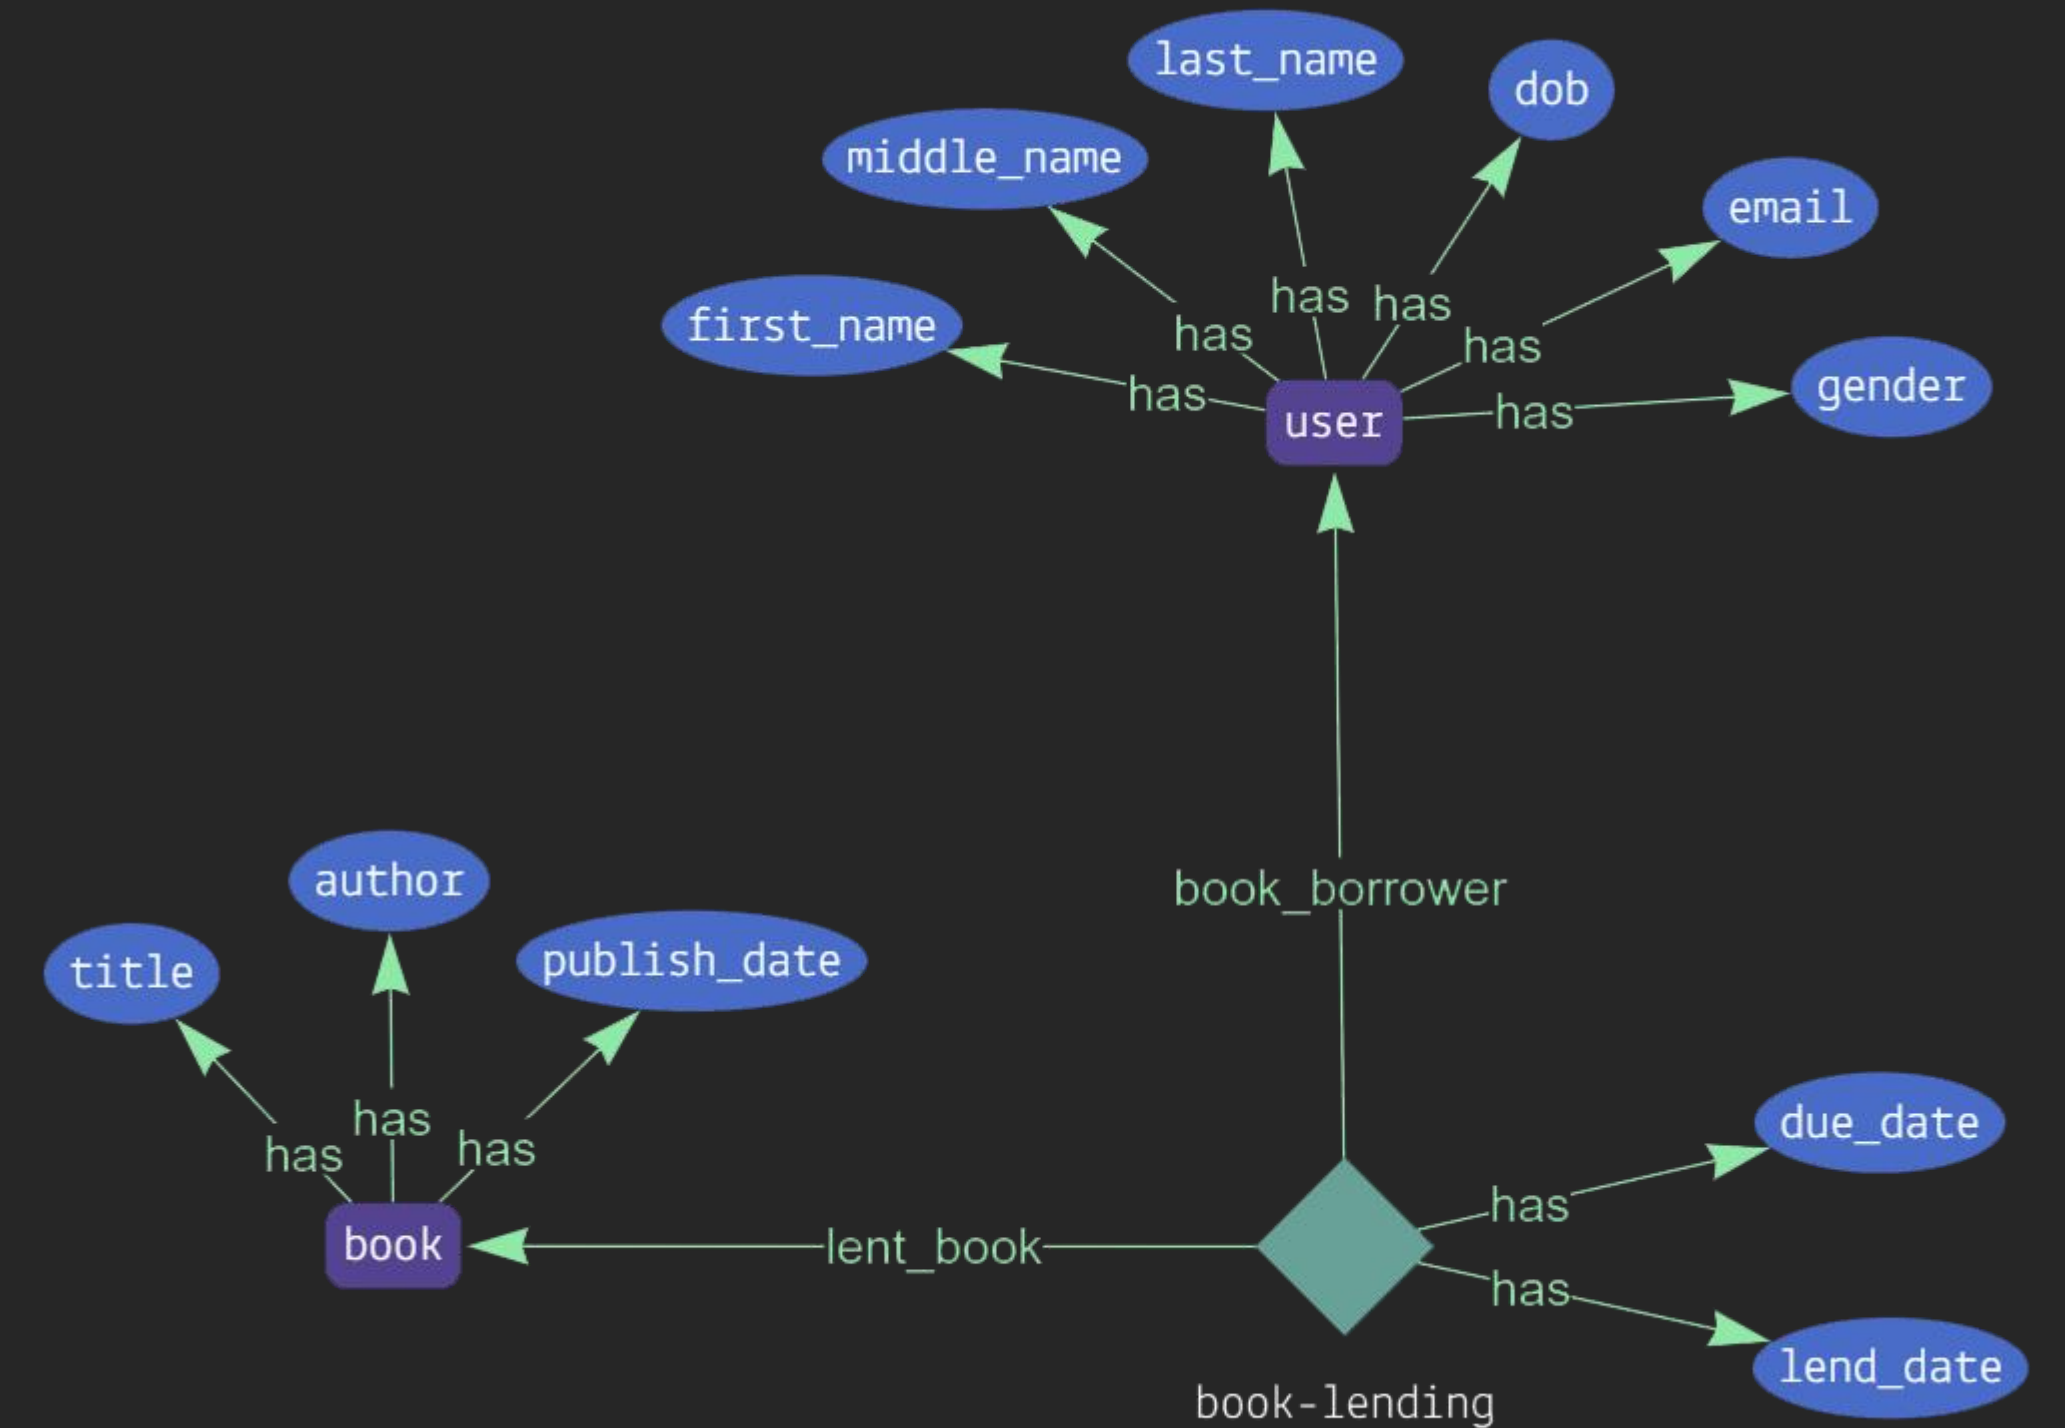 last_name
dob
middle_name
email
first_name
gender
has
has
has
has
has
has
user
book_borrower
author
title
publish_date
has
has
has
book
lent_book
due_date
has
has
lend_date
book-lending